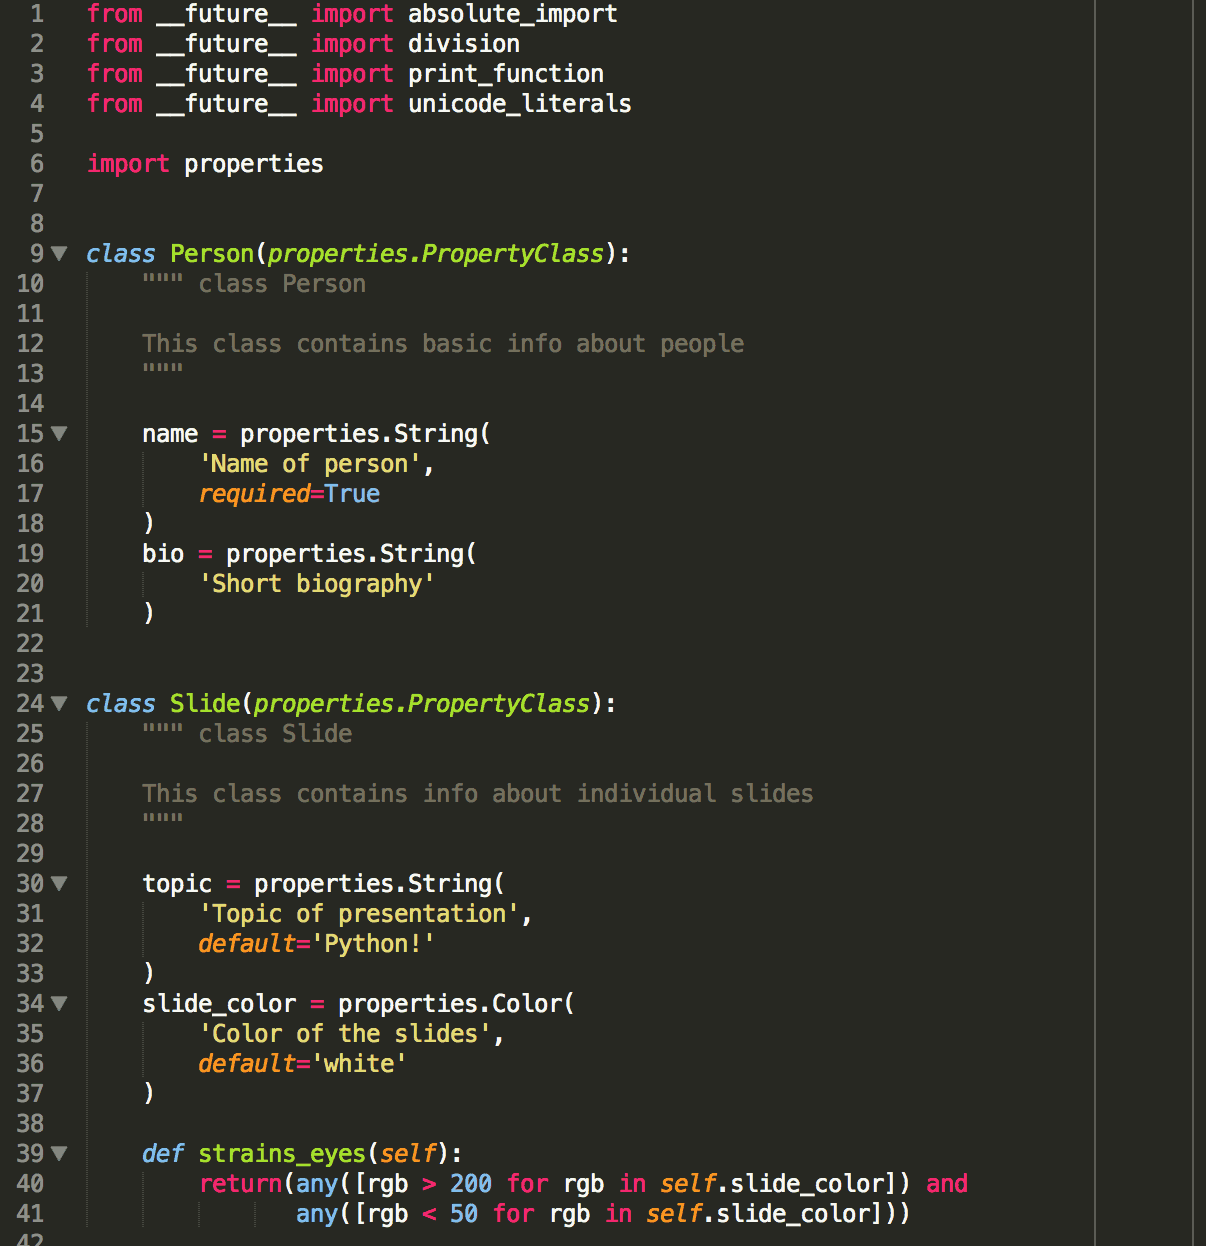 1 from __future__ import absolute_import
2 from __future__ import division
3 from __future__ import print_function
4 from __future__ import unicode_literals
5
6 import properties
7
8
9 class Person(properties.PropertyClass):
10     """ class Person
11
12     This class contains basic info about people
13     """
14
15     name = properties.String(
16         'Name of person',
17         required=True
18     )
19     bio = properties.String(
20         'Short biography'
21     )
22
23
24 class Slide(properties.PropertyClass):
25     """ class Slide
26
27     This class contains info about individual slides
28     """
29
30     topic = properties.String(
31         'Topic of presentation',
32         default='Python!'
33     )
34     slide_color = properties.Color(
35         'Color of the slides',
36         default='white'
37     )
38
39     def strains_eyes(self):
40         return(any([rgb > 200 for rgb in self.slide_color]) and
41                any([rgb < 50 for rgb in self.slide_color]))
42